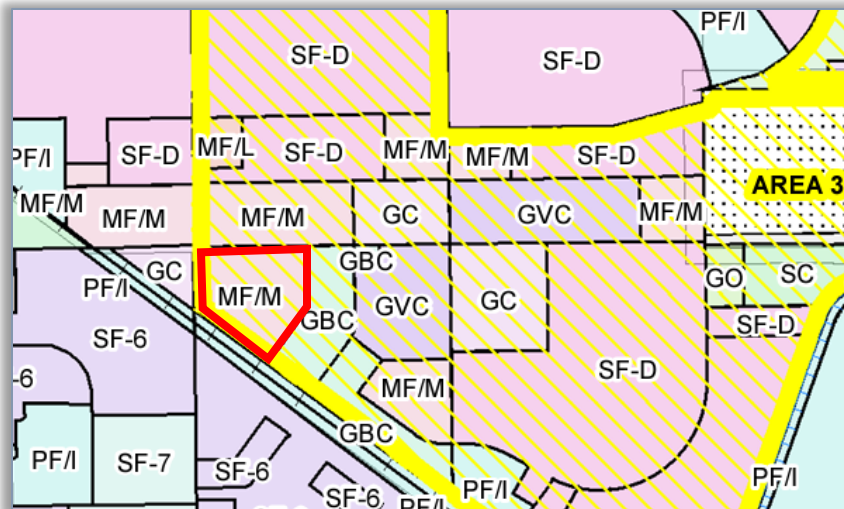 PF/I
SF-D
SF-D
PF/I
SF-D
MF/L
SF-D
MF/M
MF/M
SF-D
AREA 3
MF/M
MF/M
MF/M
GC
GVC
MF/M
GC
GBC
PF/I
MF/M
GBC
GVC
GC
GO
SC
SF-D
SF-6
-6
SF-D
MF/M
GBC
PF/I
SF-7
SF-6
SF-6
PF/I
PF/I
PF/I